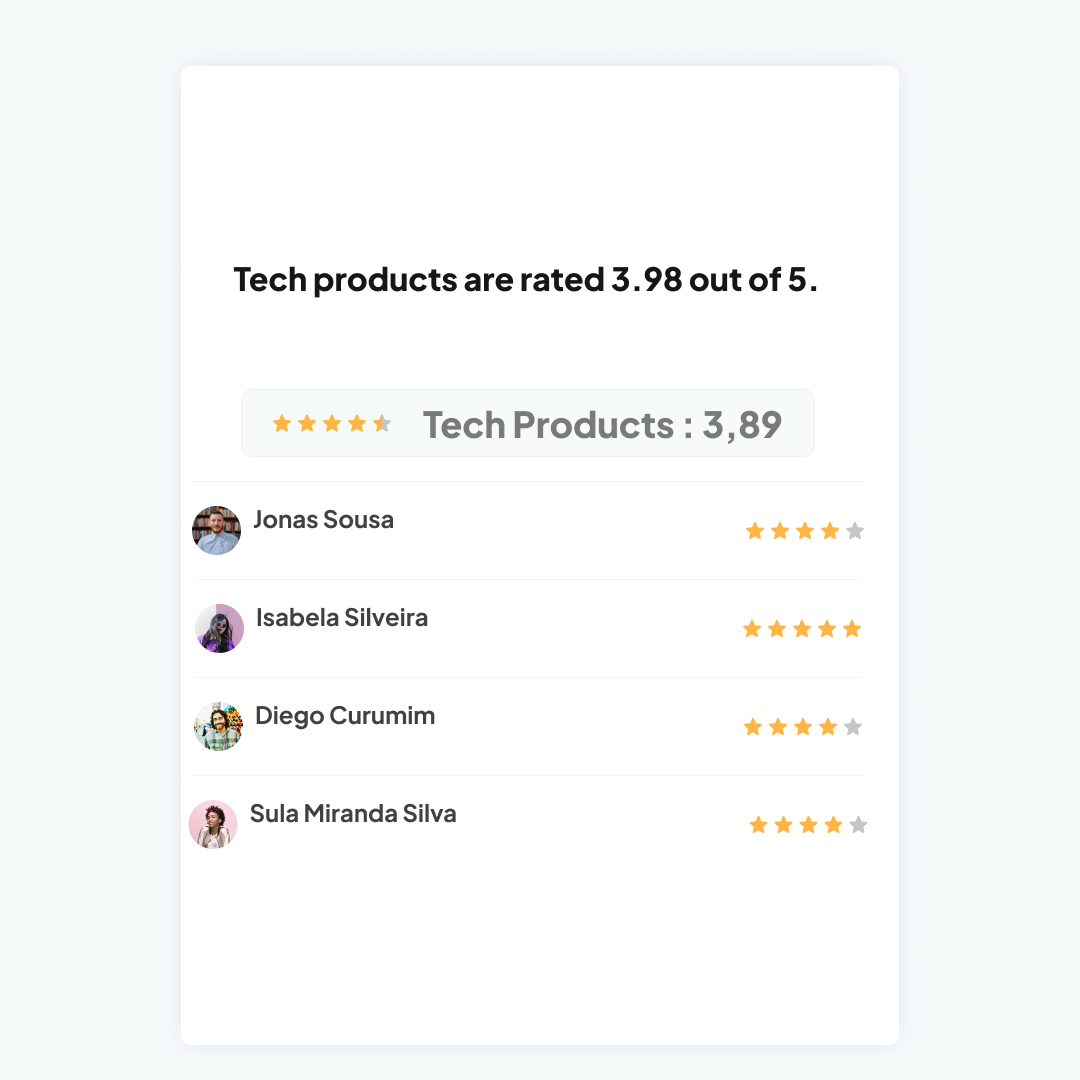 Tech products are rated 3.98 out of 5.
Tech Products : 3,89
Jonas Sousa
Isabela Silveira
Diego Curumim
Sula Miranda Silva